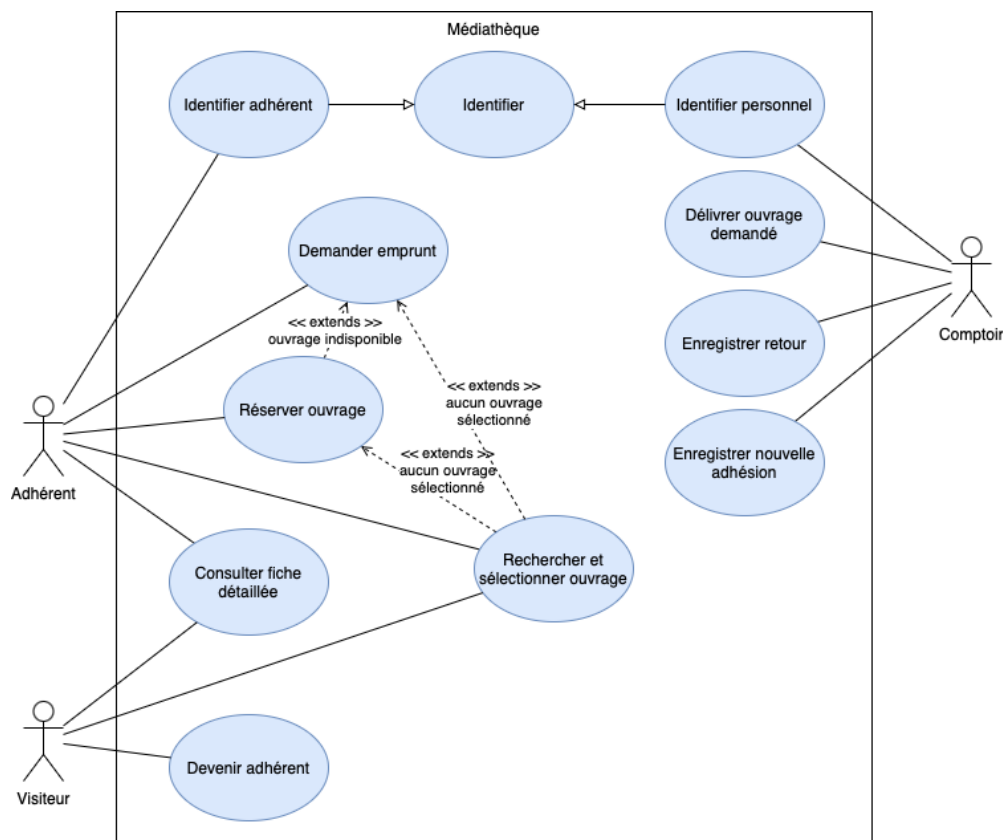 Médiathèque
Identifier adhérent
Identifier
Identifier personnel
Délivrer ouvrage
demandé
Demander emprunt
Comptoir
<< extends >>
ouvrage indisponible
Enregistrer retour
<< extends >>
aucun ouvrage
sélectionné
Réserver ouvrage
<< extends >>
aucun ouvrage
sélectionné
Enregistrer nouvelle
adhésion
Adhérent
Consulter fiche
détaillée
Rechercher et
sélectionner ouvrage
Devenir adhérent
Visiteur